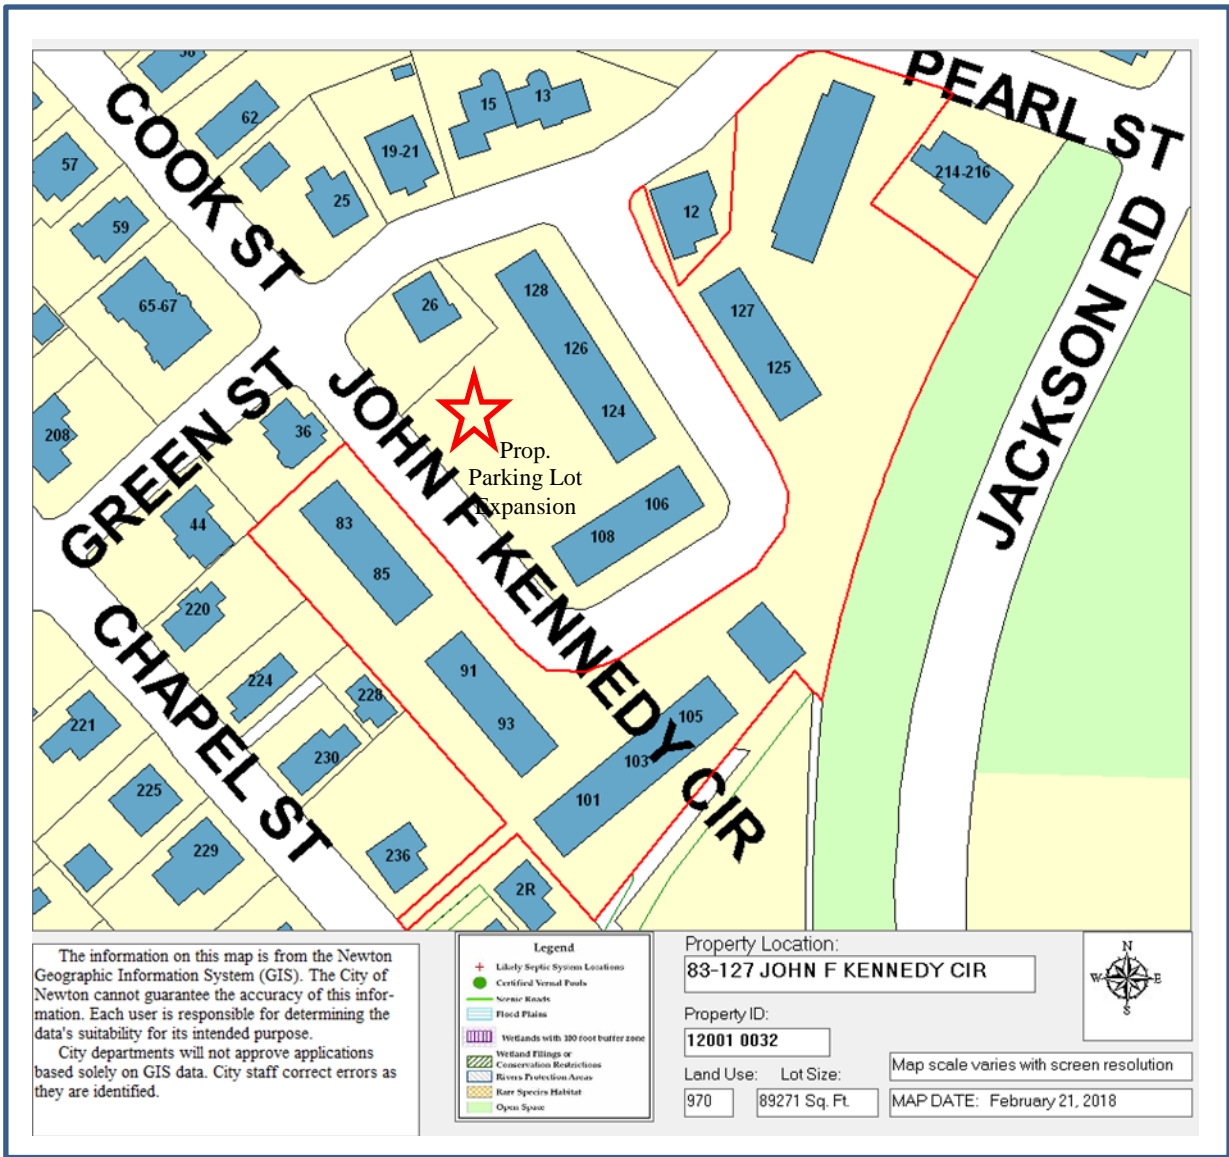 PEARL ST
COOK ST
JACKSON RD
GREEN ST
JOHN F KENNEDY CIR
CHAPEL ST
62
57
59
65-67
25
19-21
15
13
12
214-216
26
128
126
124
127
125
208
36
44
83
85
106
108
220
224
228
91
93
221
230
225
229
236
105
103
101
2R
Prop.
Parking Lot
Expansion
The information on this map is from the Newton
Geographic Information System (GIS). The City of
Newton cannot guarantee the accuracy of this infor-
mation. Each user is responsible for determining the
data's suitability for its intended purpose.
City departments will not approve applications
based solely on GIS data. City staff correct errors as
they are identified.
Legend
Likely Septic System Locations
Certified Vernal Pools
Scenic Roads
Flood Plains
Wetlands with 100 foot buffer zone
Wetland Filings or
Conservation Restrictions
Rivers Protection Areas
Rare Species Habitat
Open Space
Property Location:
83-127 JOHN F KENNEDY CIR
Property ID:
12001 0032
Land Use: Lot Size:
970 89271 Sq. Ft.
N
W E
S
Map scale varies with screen resolution
MAP DATE: February 21, 2018